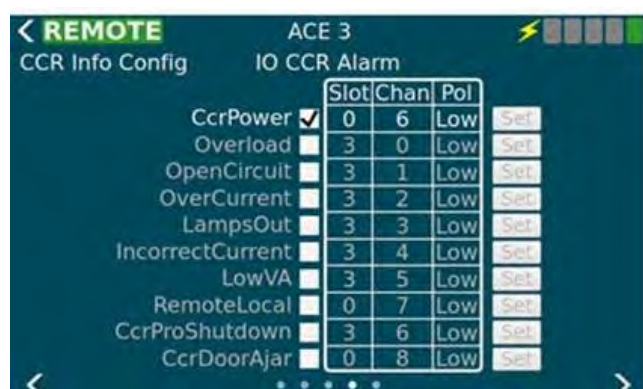 < REMOTE ACE 3
CCR Info Config IO CCR Alarm
Slot Chan Pol
CcrPower ✓ 0 6 Low Set
Overload 3 0 Low Set
OpenCircuit 3 1 Low Set
OverCurrent 3 2 Low Set
LampsOut 3 3 Low Set
IncorrectCurrent 3 4 Low Set
LowVA 3 5 Low Set
RemoteLocal 0 7 Low Set
CcrProShutdown 3 6 Low Set
CcrDoorAjar 0 8 Low Set
< >